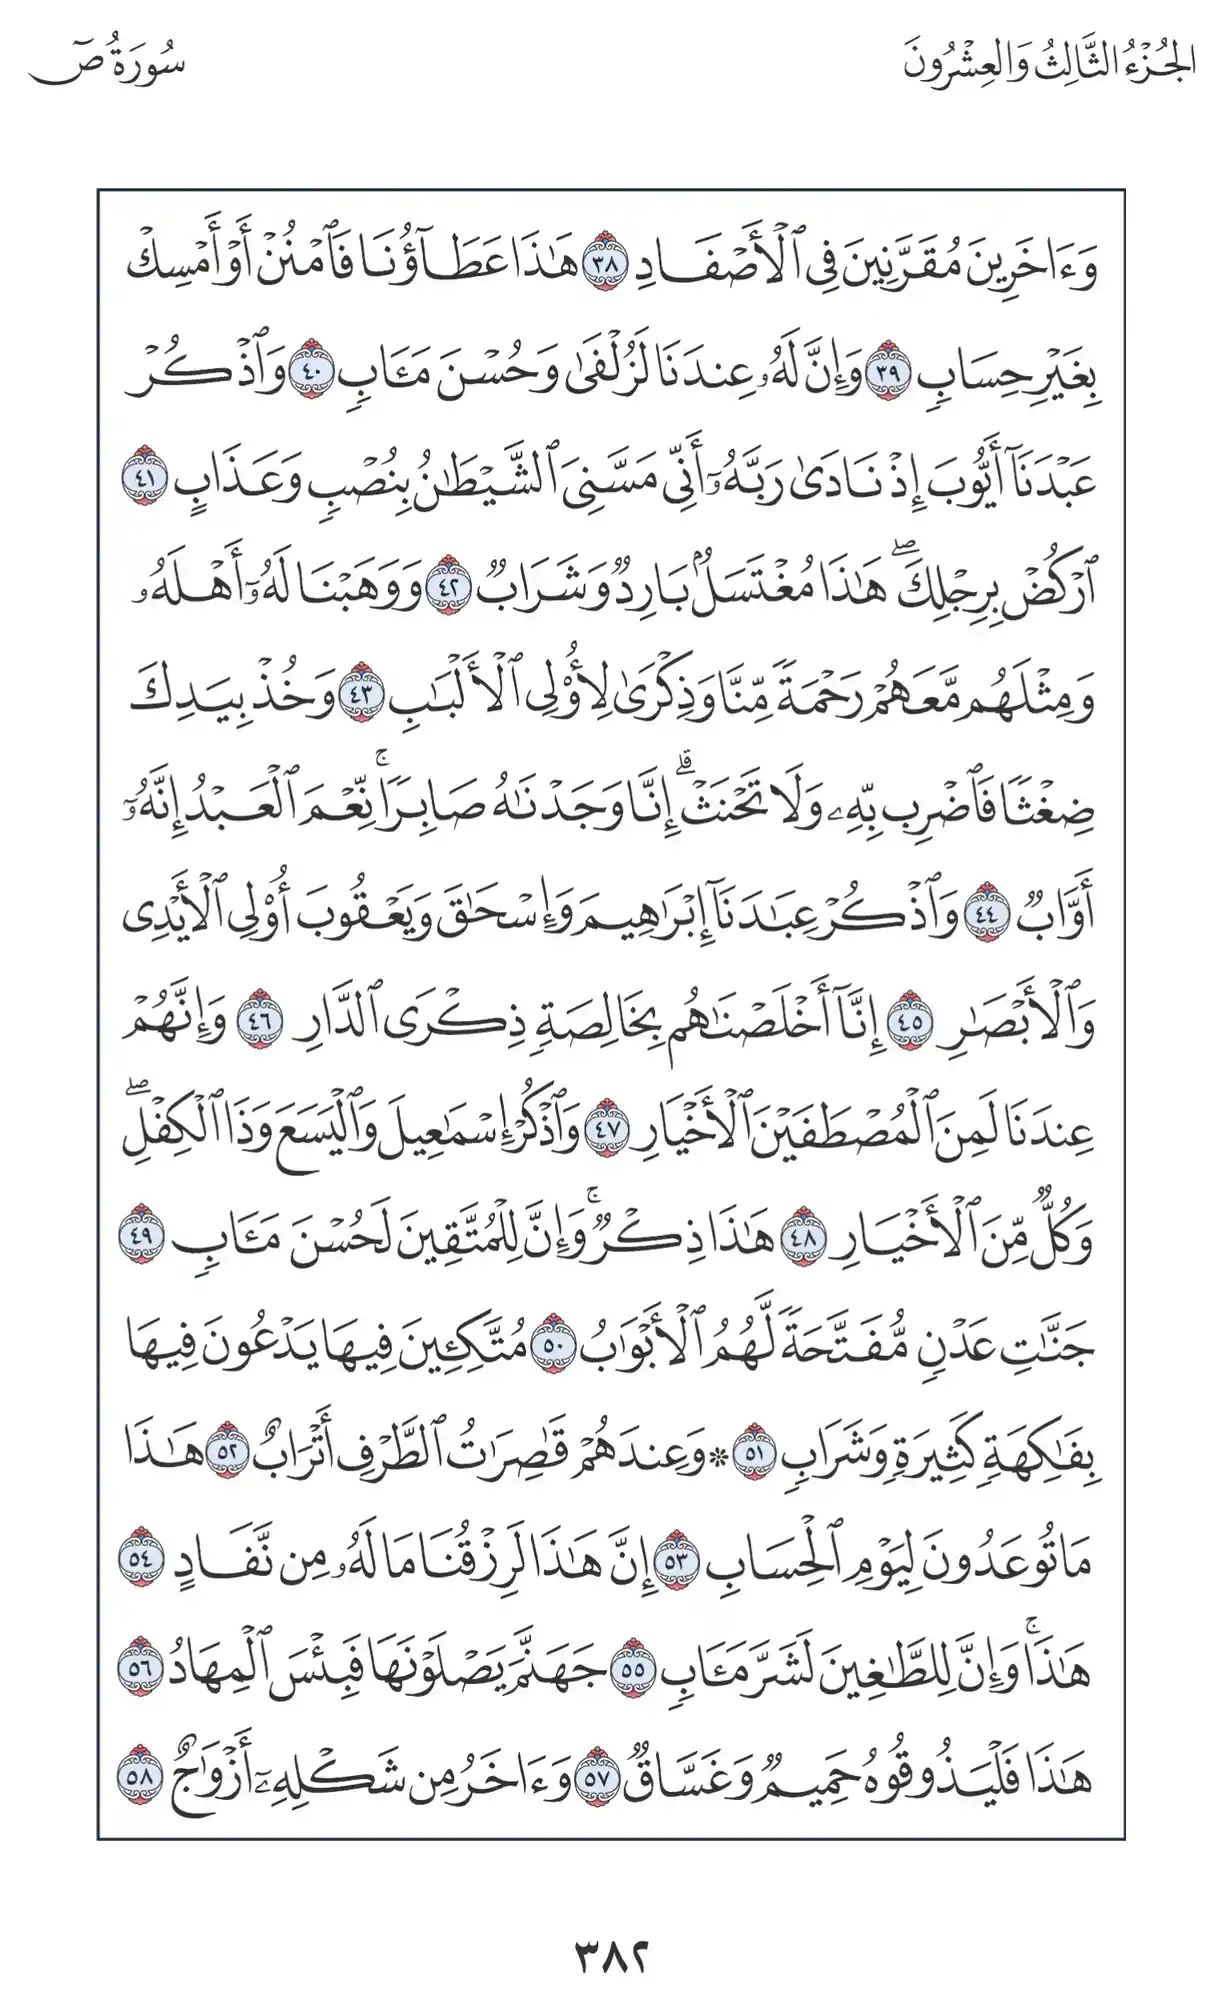 الجُزْءُ الثَّالِثُ وَالعِشْرُونَ
سُورَةُ صٓ
وَءَاخَرِينَ مُقَرَّنِينَ فِي ٱلْأَصْفَادِ ٣٨ هَٰذَا عَطَآؤُنَا فَٱمْنُنْ أَوْ أَمْسِكْ
بِغَيْرِ حِسَابٖ ٣٩ وَإِنَّ لَهُۥ عِندَنَا لَزُلْفَىٰ وَحُسْنَ مَـَٔابٖ ٤٠ وَٱذْكُرْ
عَبْدَنَآ أَيُّوبَ إِذْ نَادَىٰ رَبَّهُۥٓ أَنِّي مَسَّنِيَ ٱلشَّيْطَٰنُ بِنُصْبٖ وَعَذَابٍ ٤١
ٱرْكُضْ بِرِجْلِكَۖ هَٰذَا مُغْتَسَلُۢ بَارِدٞ وَشَرَابٞ ٤٢ وَوَهَبْنَا لَهُۥٓ أَهْلَهُۥ
وَمِثْلَهُم مَّعَهُمْ رَحْمَةٗ مِّنَّا وَذِكْرَىٰ لِأُوْلِي ٱلْأَلْبَٰبِ ٤٣ وَخُذْ بِيَدِكَ
ضِغْثٗا فَٱضْرِب بِّهِۦ وَلَا تَحْنَثْۗ إِنَّا وَجَدْنَٰهُ صَابِرٗاۚ نِّعْمَ ٱلْعَبْدُ إِنَّهُۥٓ
أَوَّابٞ ٤٤ وَٱذْكُرْ عِبَٰدَنَآ إِبْرَٰهِيمَ وَإِسْحَٰقَ وَيَعْقُوبَ أُوْلِي ٱلْأَيْدِي
وَٱلْأَبْصَٰرِ ٤٥ إِنَّآ أَخْلَصْنَٰهُم بِخَالِصَةٖ ذِكْرَى ٱلدَّارِ ٤٦ وَإِنَّهُمْ
عِندَنَا لَمِنَ ٱلْمُصْطَفَيْنَ ٱلْأَخْيَارِ ٤٧ وَٱذْكُرْ إِسْمَٰعِيلَ وَٱلْيَسَعَ وَذَا ٱلْكِفْلِۖ
وَكُلّٞ مِّنَ ٱلْأَخْيَارِ ٤٨ هَٰذَا ذِكْرٞۚ وَإِنَّ لِلْمُتَّقِينَ لَحُسْنَ مَـَٔابٖ ٤٩
جَنَّٰتِ عَدْنٖ مُّفَتَّحَةٗ لَّهُمُ ٱلْأَبْوَٰبُ ٥٠ مُتَّكِـِٔينَ فِيهَا يَدْعُونَ فِيهَا
بِفَٰكِهَةٖ كَثِيرَةٖ وَشَرَابٖ ٥١ * وَعِندَهُمْ قَٰصِرَٰتُ ٱلطَّرْفِ أَتْرَابٌ ٥٢ هَٰذَا
مَا تُوعَدُونَ لِيَوْمِ ٱلْحِسَابِ ٥٣ إِنَّ هَٰذَا لَرِزْقُنَا مَا لَهُۥ مِن نَّفَادٍ ٥٤
هَٰذَاۚ وَإِنَّ لِلطَّٰغِينَ لَشَرَّ مَـَٔابٖ ٥٥ جَهَنَّمَ يَصْلَوْنَهَا فَبِئْسَ ٱلْمِهَادُ ٥٦
هَٰذَا فَلْيَذُوقُوهُ حَمِيمٞ وَغَسَّاقٞ ٥٧ وَءَاخَرُ مِن شَكْلِهِۦٓ أَزْوَٰجٌ ٥٨
٣٨٢